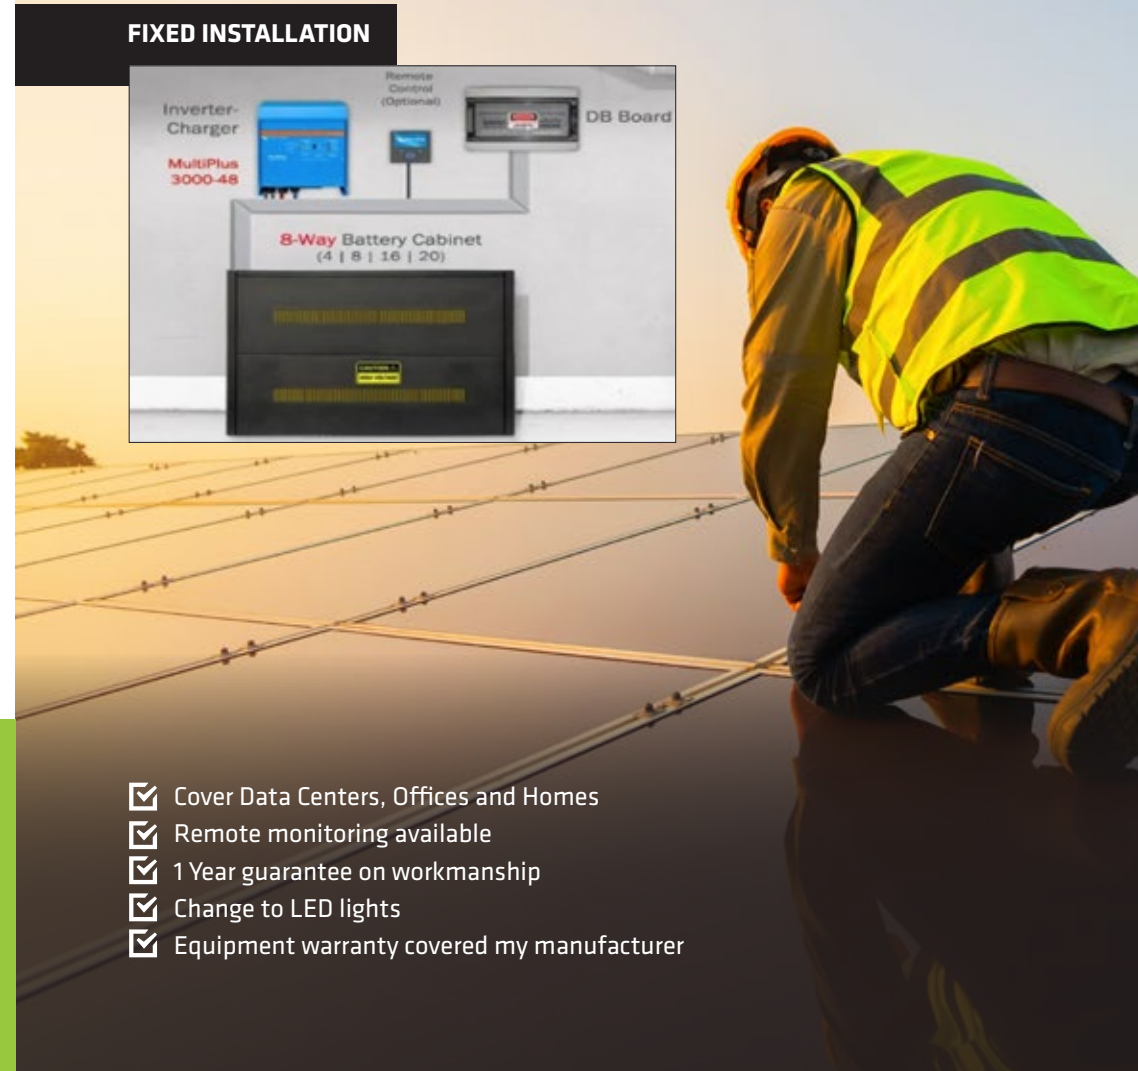 FIXED INSTALLATION
Remote
Control
(Optional)
Inverter-
Charger
DB Board
MultiPlus
3000-48
8-Way Battery Cabinet
(4 | 8 | 16 | 20)
CAUTION
Cover Data Centers, Offices and Homes
Remote monitoring available
1 Year guarantee on workmanship
Change to LED lights
Equipment warranty covered my manufacturer